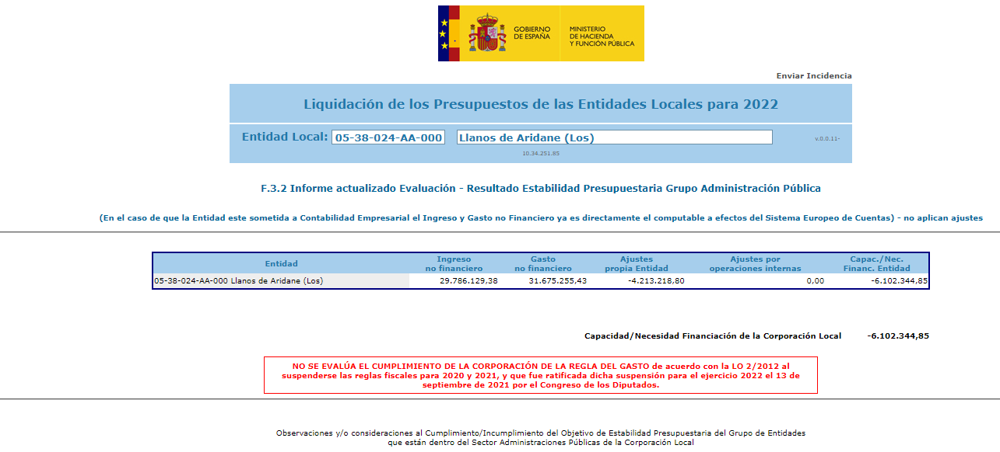 GOBIERNO
DE ESPAÑA
MINISTERIO
DE HACIENDA
Y FUNCIÓN PÚBLICA
Enviar Incidencia
Liquidación de los Presupuestos de las Entidades Locales para 2022
Entidad Local: 05-38-024-AA-000 Llanos de Aridane (Los) v.0.0.11-
10.34.251.85
F.3.2 Informe actualizado Evaluación - Resultado Estabilidad Presupuestaria Grupo Administración Pública
(En el caso de que la Entidad este sometida a Contabilidad Empresarial el Ingreso y Gasto no Financiero ya es directamente el computable a efectos del Sistema Europeo de Cuentas) - no aplican ajustes
Entidad Ingreso no financiero Gasto no financiero Ajustes propia Entidad Ajustes por operaciones internas Capac./Nec. Financ. Entidad
05-38-024-AA-000 Llanos de Aridane (Los) 29.786.129,38 31.675.255,43 -4.213.218,80 0,00 -6.102.344,85
Capacidad/Necesidad Financiación de la Corporación Local -6.102.344,85
NO SE EVALÚA EL CUMPLIMIENTO DE LA CORPORACIÓN DE LA REGLA DEL GASTO de acuerdo con la LO 2/2012 al
suspenderse las reglas fiscales para 2020 y 2021, y que fue ratificada dicha suspensión para el ejercicio 2022 el 13 de
septiembre de 2021 por el Congreso de los Diputados.
Observaciones y/o consideraciones al Cumplimiento/Incumplimiento del Objetivo de Estabilidad Presupuestaria del Grupo de Entidades
que están dentro del Sector Administraciones Públicas de la Corporación Local